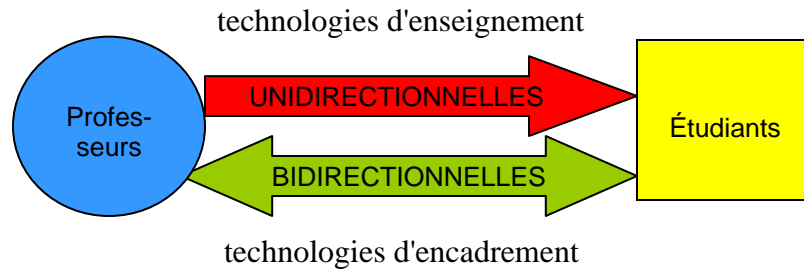 technologies d'enseignement
UNIDIRECTIONNELLES
Profes-
seurs
Étudiants
BIDIRECTIONNELLES
technologies d'encadrement